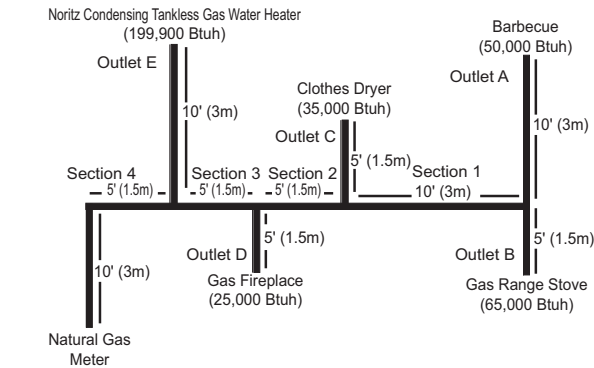 Noritz Condensing Tankless Gas Water Heater
(199,900 Btuh)
Outlet E
10' (3m)
Barbecue
(50,000 Btuh)
Outlet A
10' (3m)
Clothes Dryer
(35,000 Btuh)
Outlet C
5' (1.5m)
Section 4
5' (1.5m)
Section 3
5' (1.5m)
Section 2
5' (1.5m)
Section 1
10' (3m)
10' (3m)
Natural Gas
Meter
Outlet D
5' (1.5m)
Gas Fireplace
(25,000 Btuh)
Outlet B
5' (1.5m)
Gas Range Stove
(65,000 Btuh)